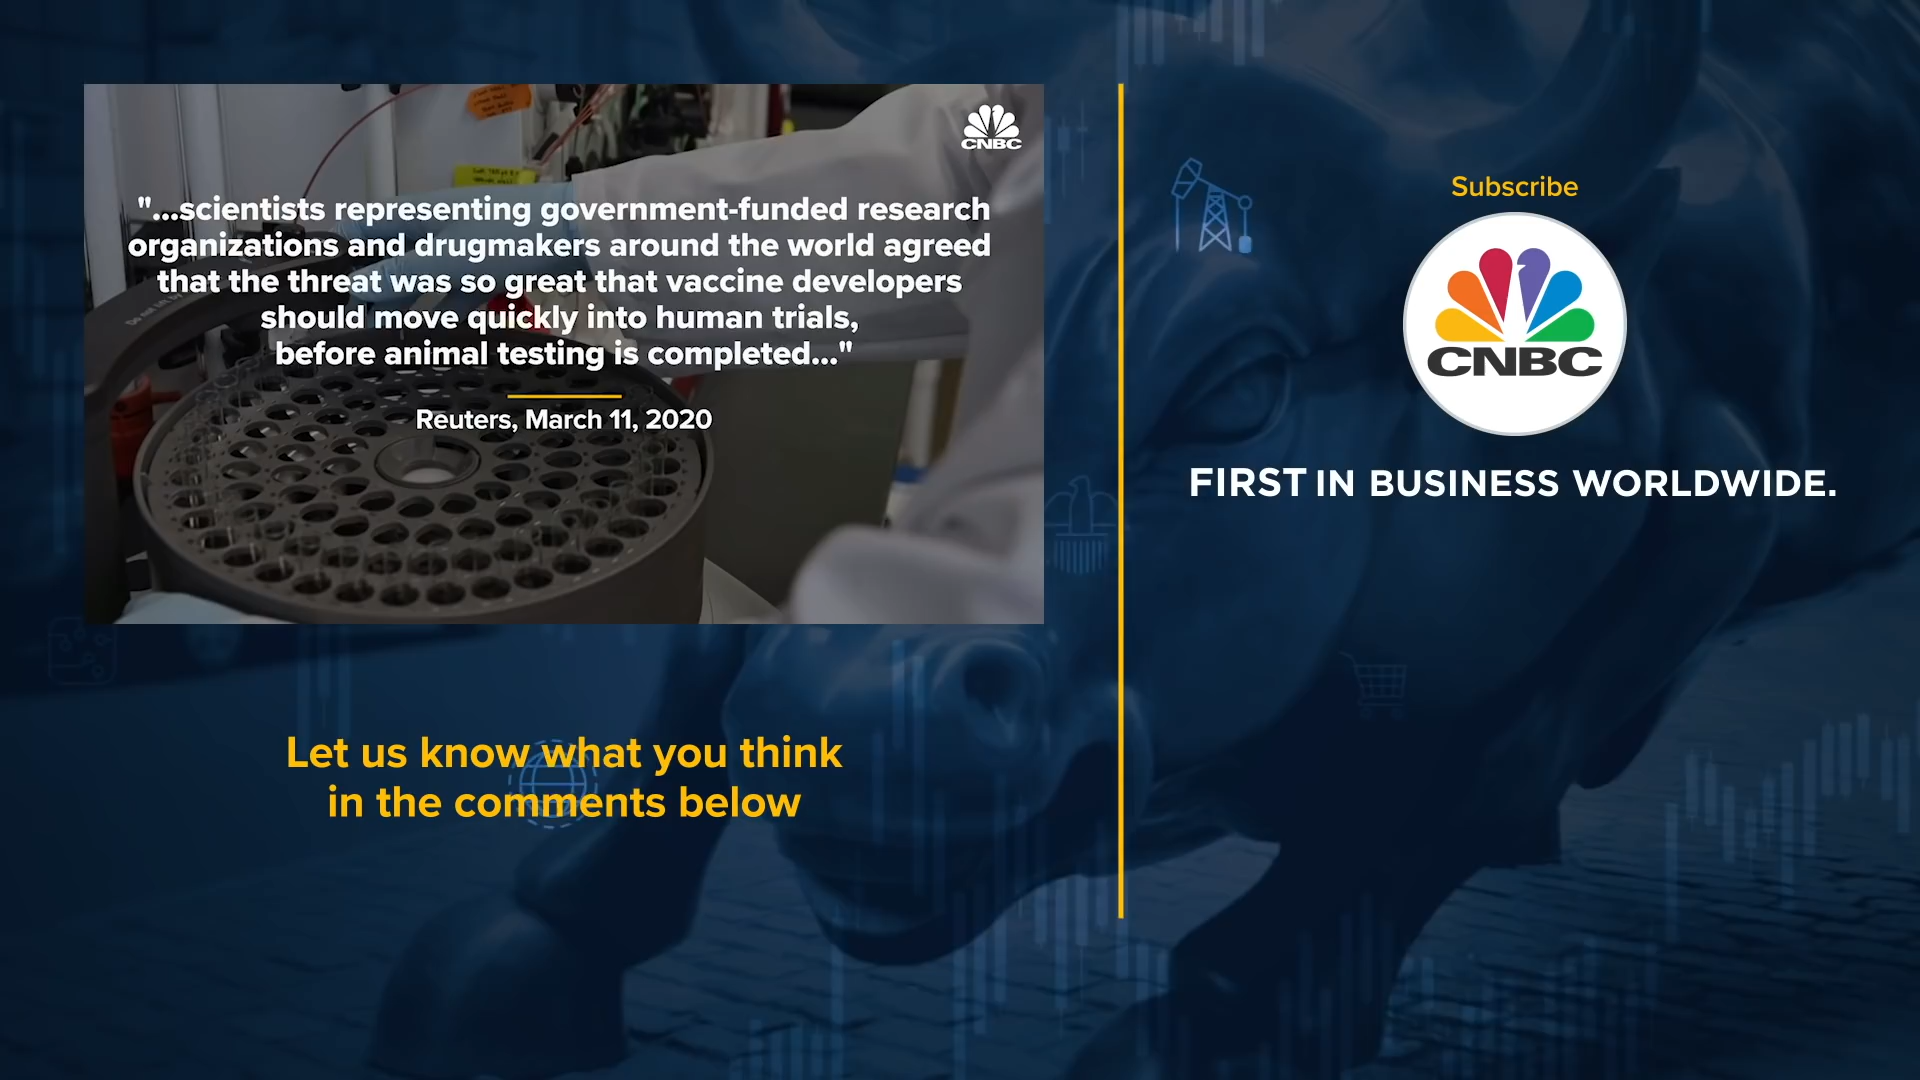 CNBC
"...scientists representing government-funded research
organizations and drugmakers around the world agreed
that the threat was so great that vaccine developers
should move quickly into human trials,
before animal testing is completed..."
Reuters, March 11, 2020
Let us know what you think
in the comments below
Subscribe
CNBC
FIRST IN BUSINESS WORLDWIDE.